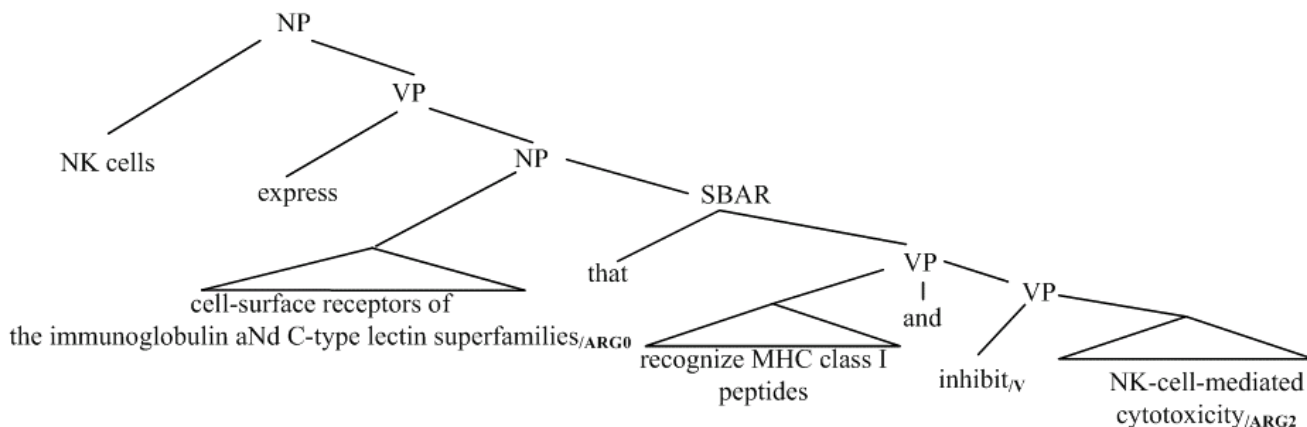 NP
VP
NK cells
express
NP
SBAR
cell-surface receptors of
the immunoglobulin aNd C-type lectin superfamilies/ARG0
that
VP
and
recognize MHC class I
peptides
VP
inhibit/V
NK-cell-mediated
cytotoxicity/ARG2